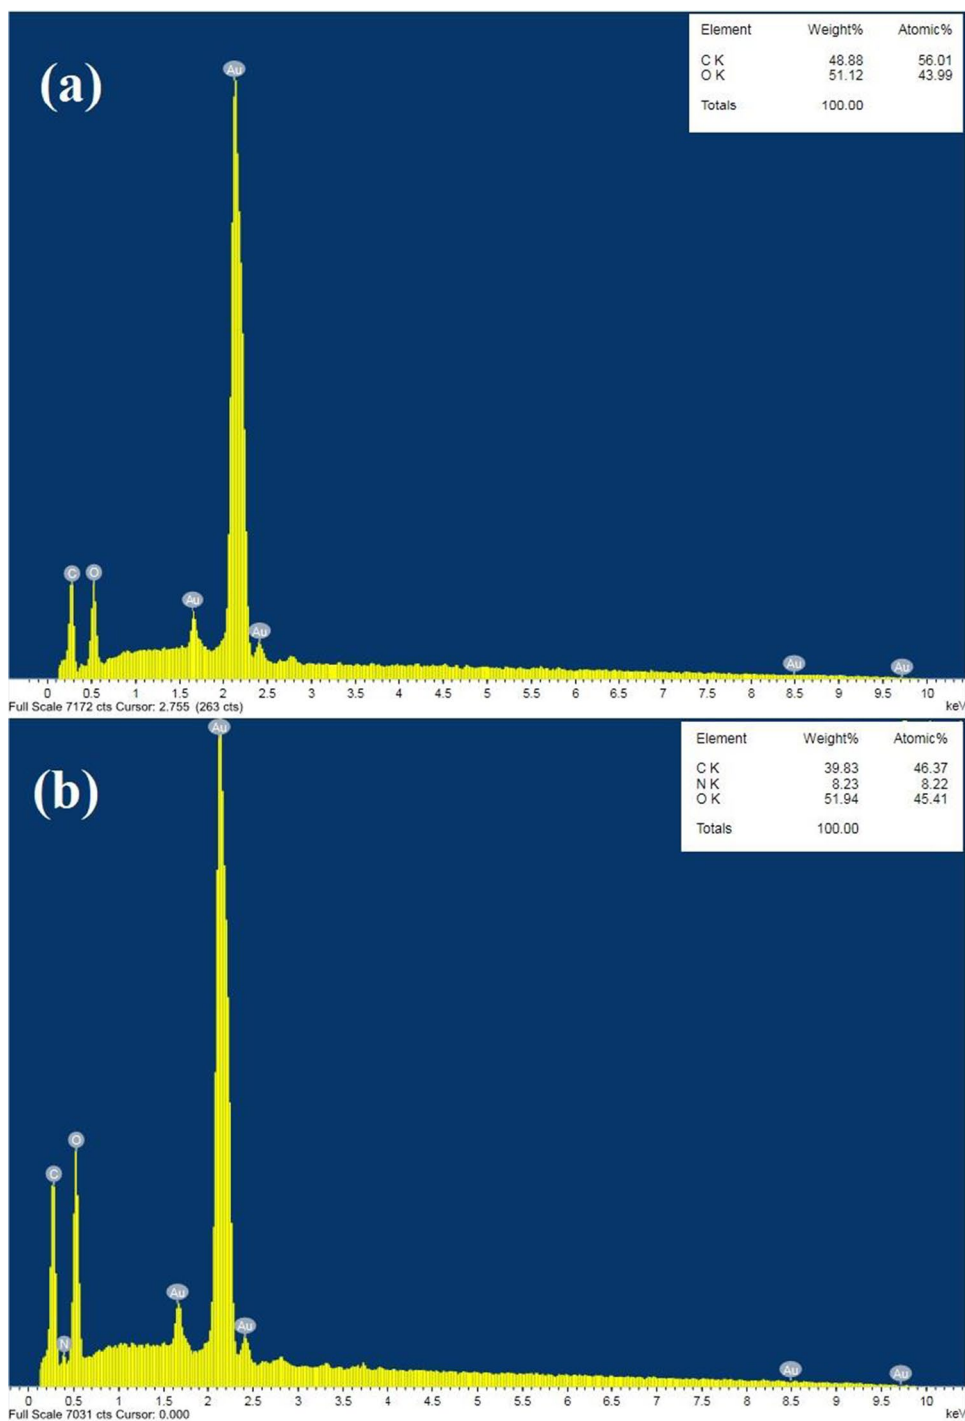 (a)
Element Weight% Atomic%
C K 48.88 56.01
O K 51.12 43.99
Totals 100.00
Au
C O Au Au Au Au
0 0.5 1 1.5 2 2.5 3 3.5 4 4.5 5 5.5 6 6.5 7 7.5 8 8.5 9 9.5 10
Full Scale 7172 cts Cursor: 2.755 (263 cts) keV
(b)
Au
Element Weight% Atomic%
C K 39.83 46.37
N K 8.23 8.22
O K 51.94 45.41
Totals 100.00
C N O Au Au Au Au
0 0.5 1 1.5 2 2.5 3 3.5 4 4.5 5 5.5 6 6.5 7 7.5 8 8.5 9 9.5 10
Full Scale 7031 cts Cursor: 0.000 keV